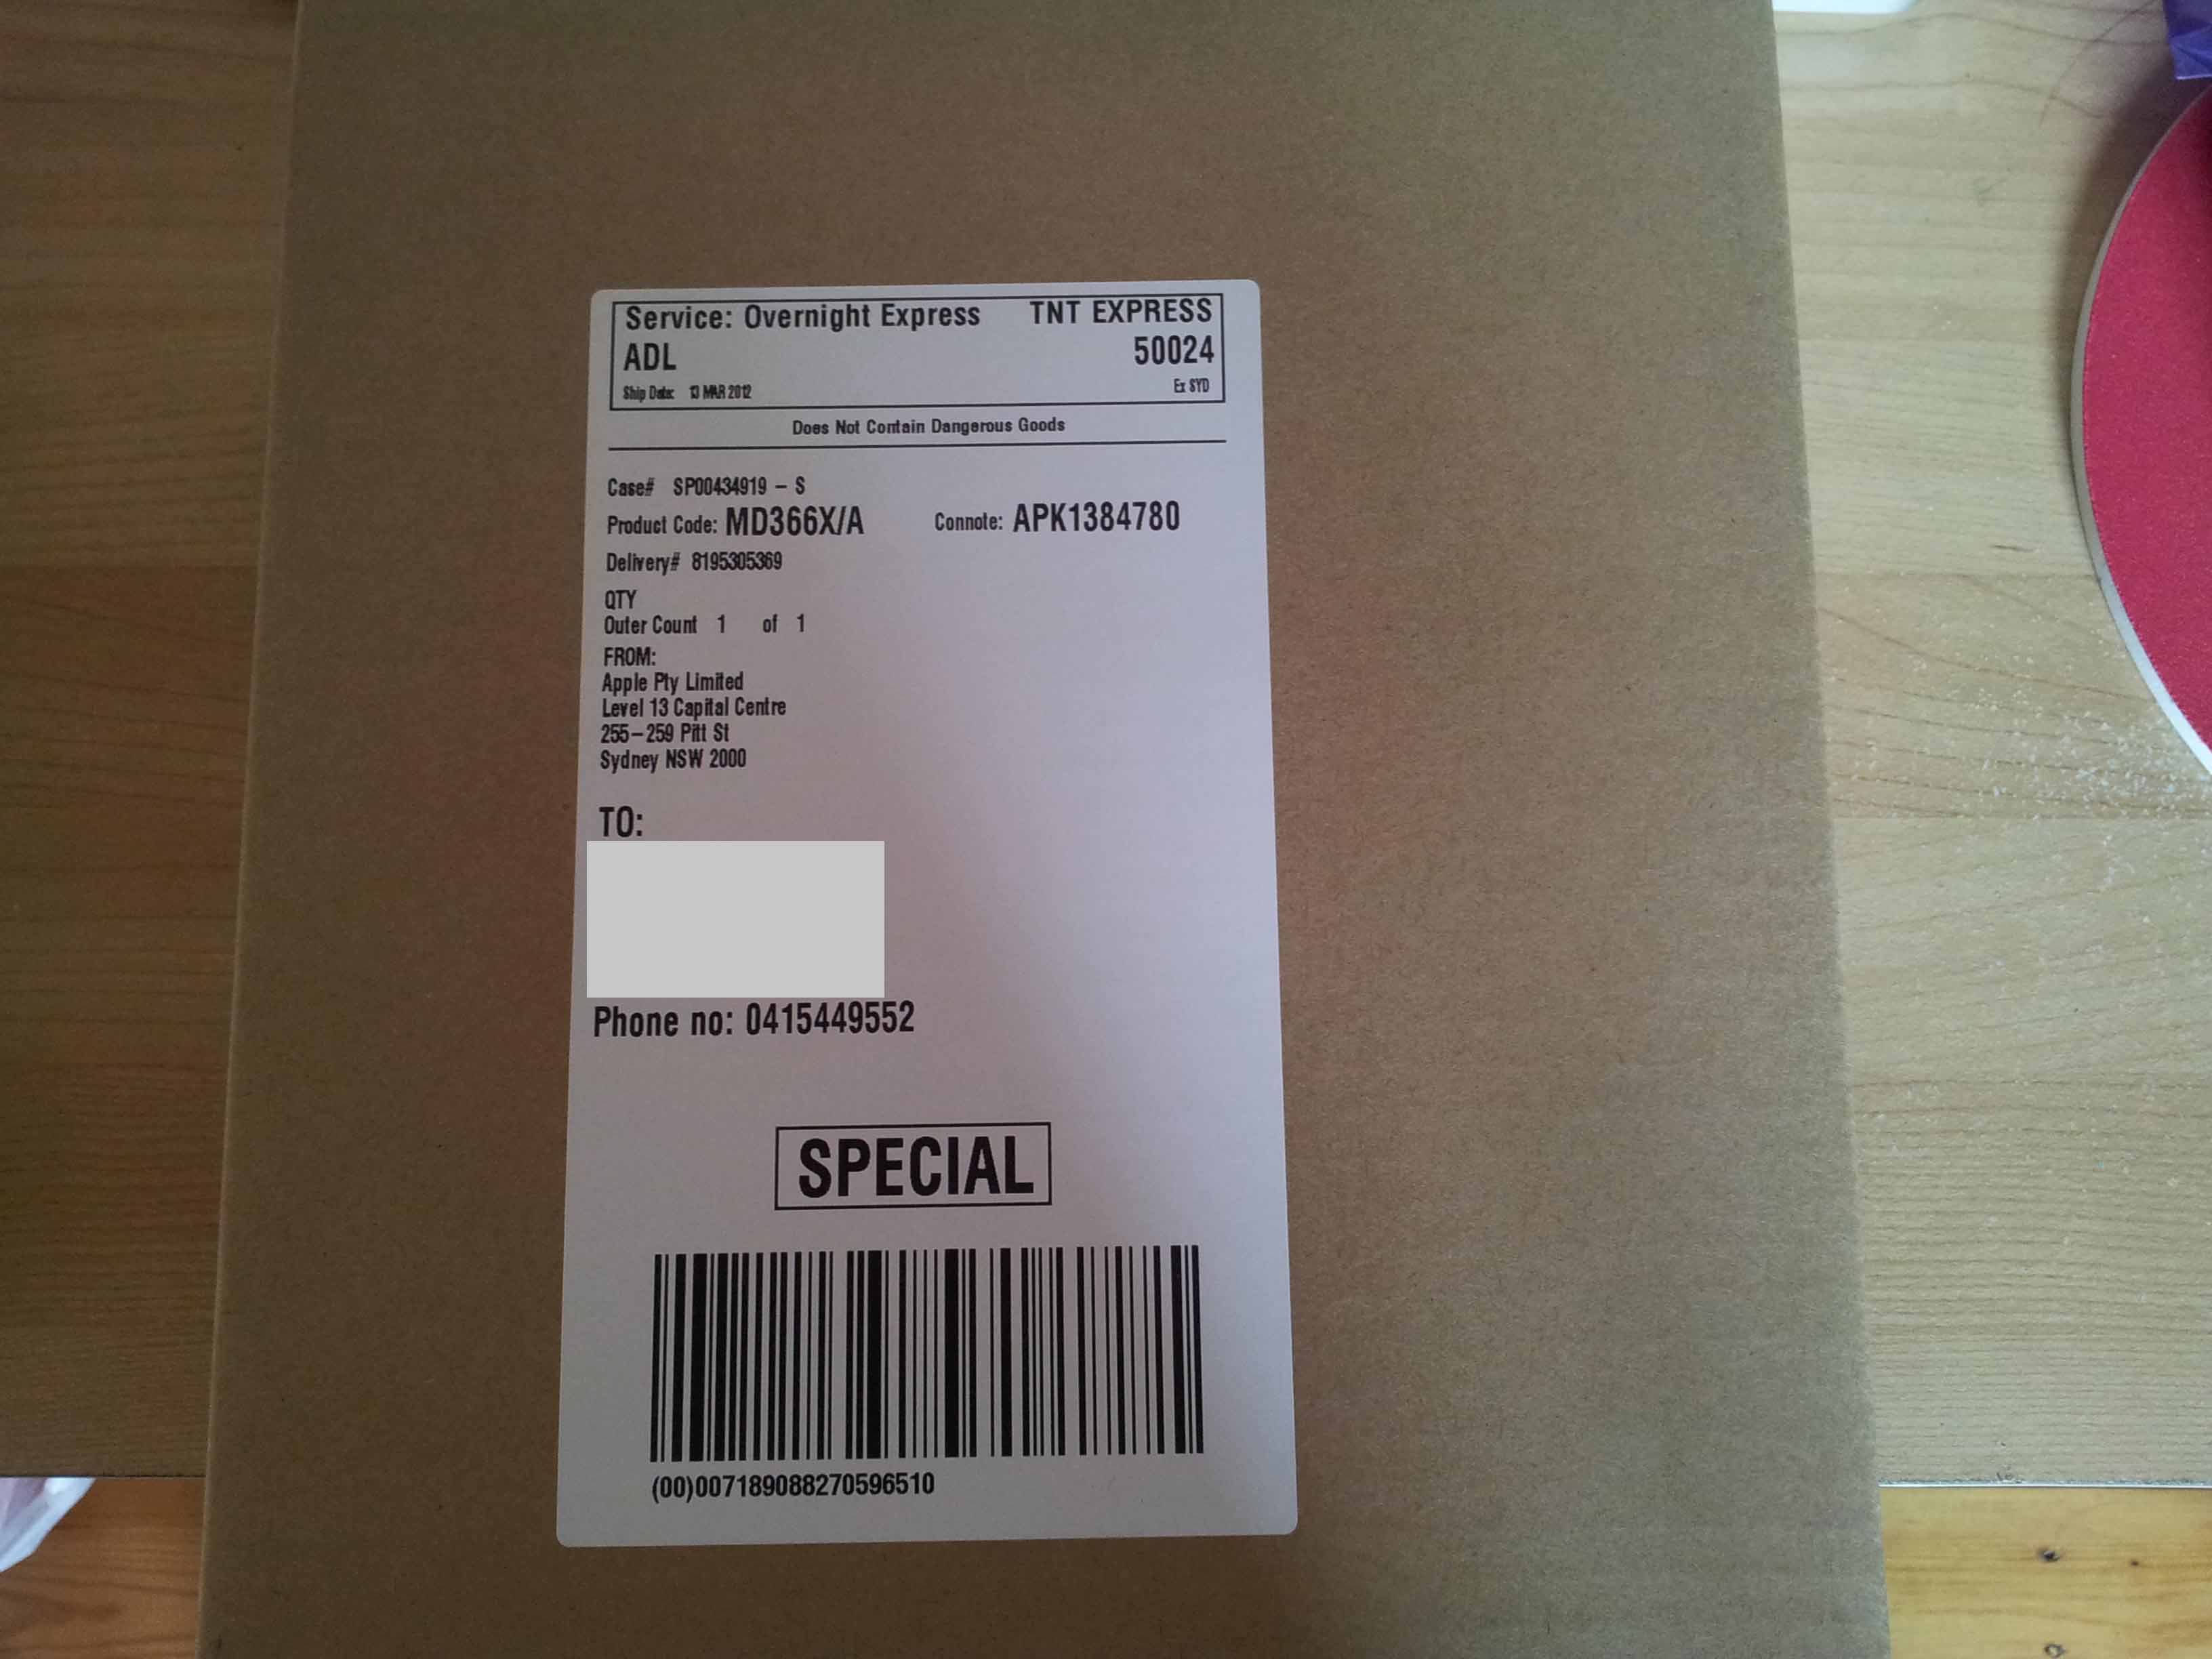 Service: Overnight Express TNT EXPRESS
ADL 50024
Ship Date: 13 MAR 2012 Ex SYD
Does Not Contain Dangerous Goods
Case# SP00434919 – S
Product Code: MD366X/A Connote: APK1384780
Delivery# 8195305369
QTY
Outer Count 1 of 1
FROM:
Apple Pty Limited
Level 13 Capital Centre
255–259 Pitt St
Sydney NSW 2000
TO:
Phone no: 0415449552
SPECIAL
(00)007189088270596510